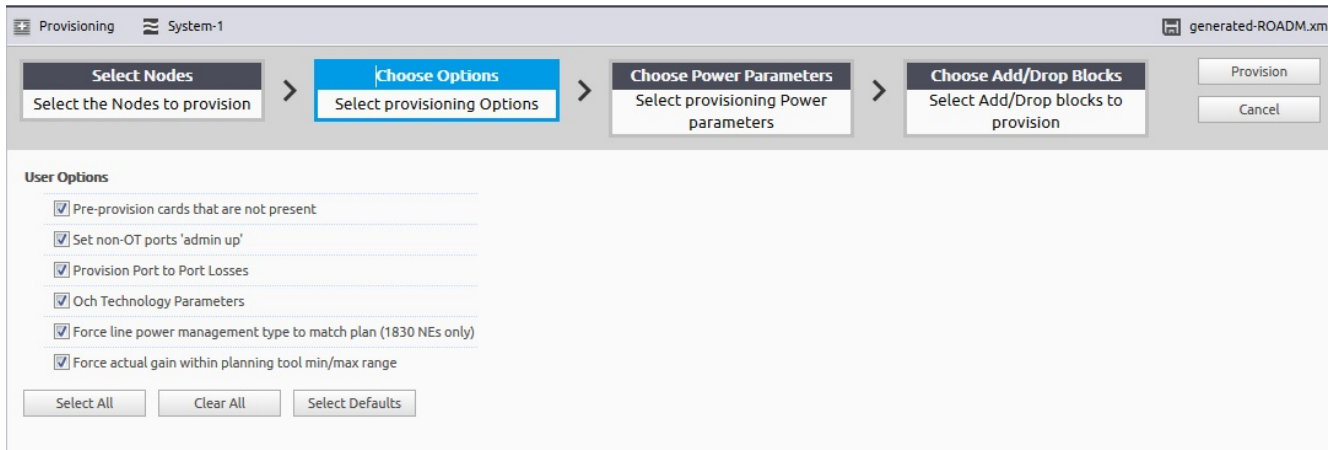 Provisioning System-1 generated-ROADM.xm
Select Nodes
Select the Nodes to provision
Choose Options
Select provisioning Options
Choose Power Parameters
Select provisioning Power
parameters
Choose Add/Drop Blocks
Select Add/Drop blocks to
provision
Provision
Cancel
User Options
Pre-provision cards that are not present
Set non-OT ports 'admin up'
Provision Port to Port Losses
Och Technology Parameters
Force line power management type to match plan (1830 NEs only)
Force actual gain within planning tool min/max range
Select All Clear All Select Defaults